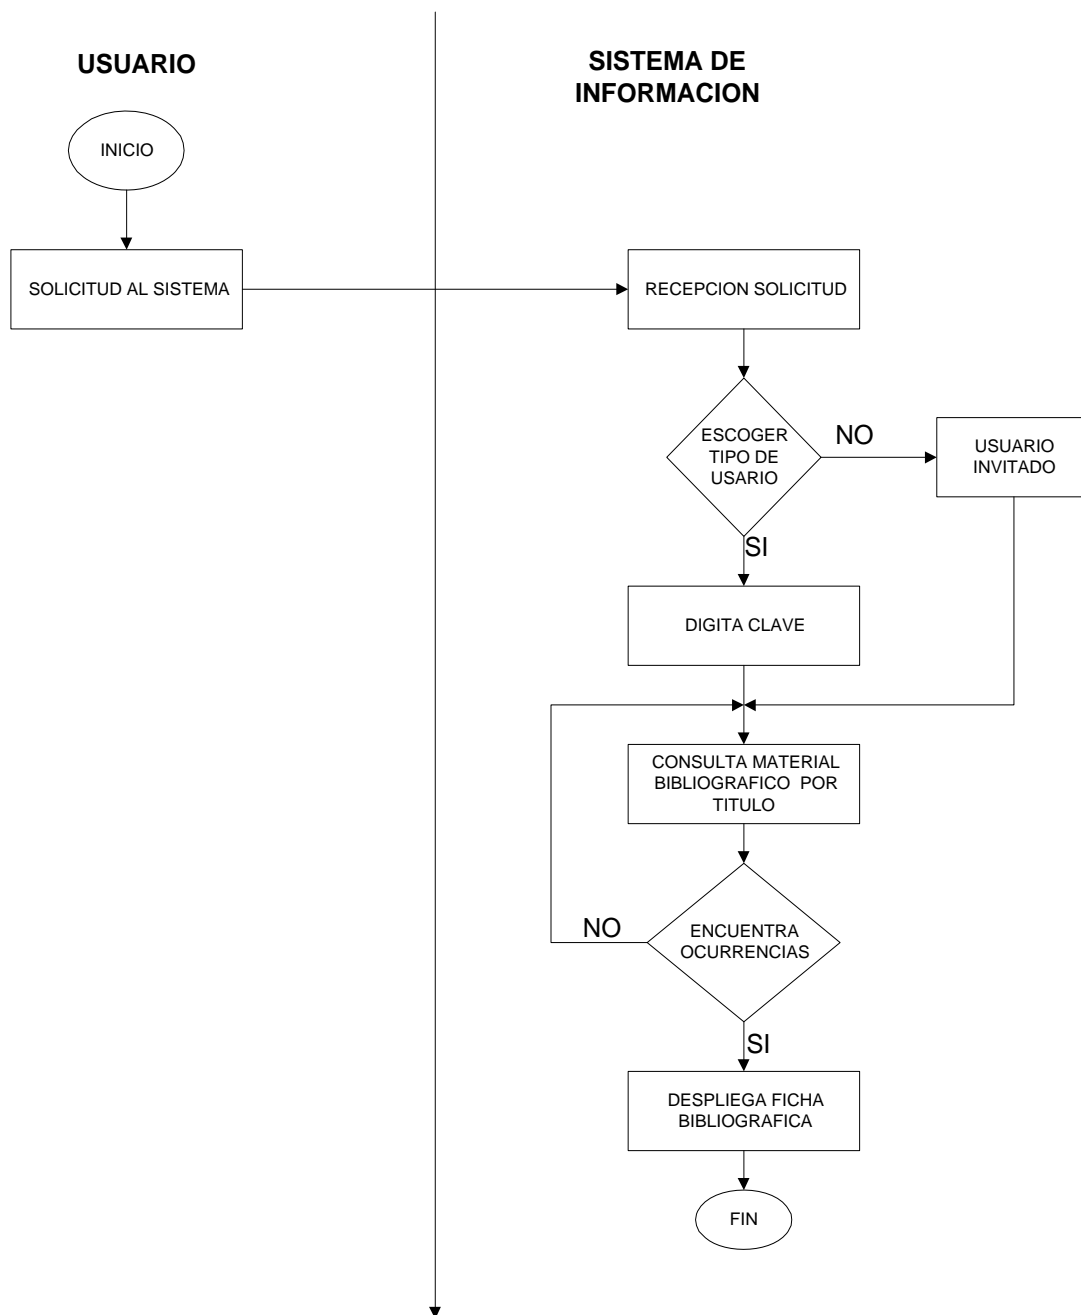 USUARIO
SISTEMA DE
INFORMACION
INICIO
SOLICITUD AL SISTEMA
RECEPCION SOLICITUD
ESCOGER
TIPO DE
USARIO
NO
USUARIO
INVITADO
SI
DIGITA CLAVE
CONSULTA MATERIAL
BIBLIOGRAFICO POR
TITULO
ENCUENTRA
OCURRENCIAS
NO
SI
DESPLIEGA FICHA
BIBLIOGRAFICA
FIN